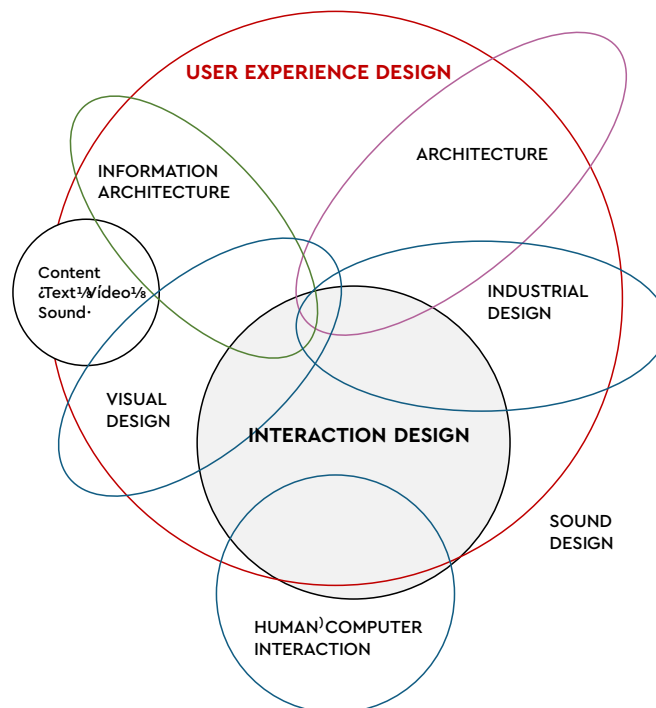 USER EXPERIENCE DESIGN
ARCHITECTURE
INFORMATION
ARCHITECTURE
Content
¿Text¼Vídeo⅛
Sound·
INDUSTRIAL
DESIGN
VISUAL
DESIGN
INTERACTION DESIGN
SOUND
DESIGN
HUMAN)COMPUTER
INTERACTION